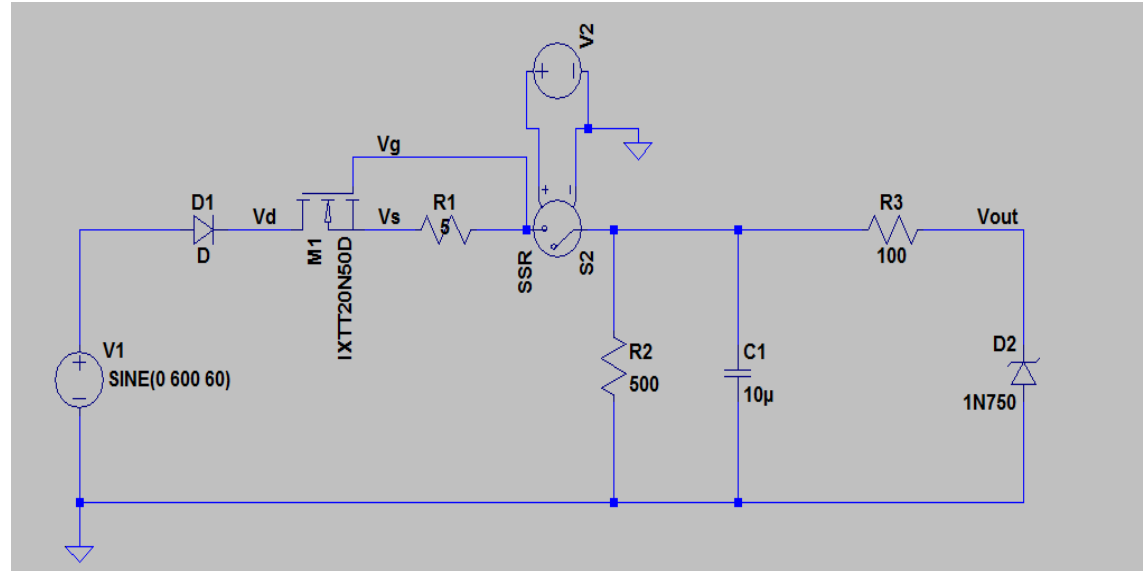 V2
Vg
D1
Vd
Vs
R1
R3
Vout
D
M1
5
SSR
S2
100
IXTT20N50D
V1
SINE(0 600 60)
R2
500
C1
10µ
D2
1N750